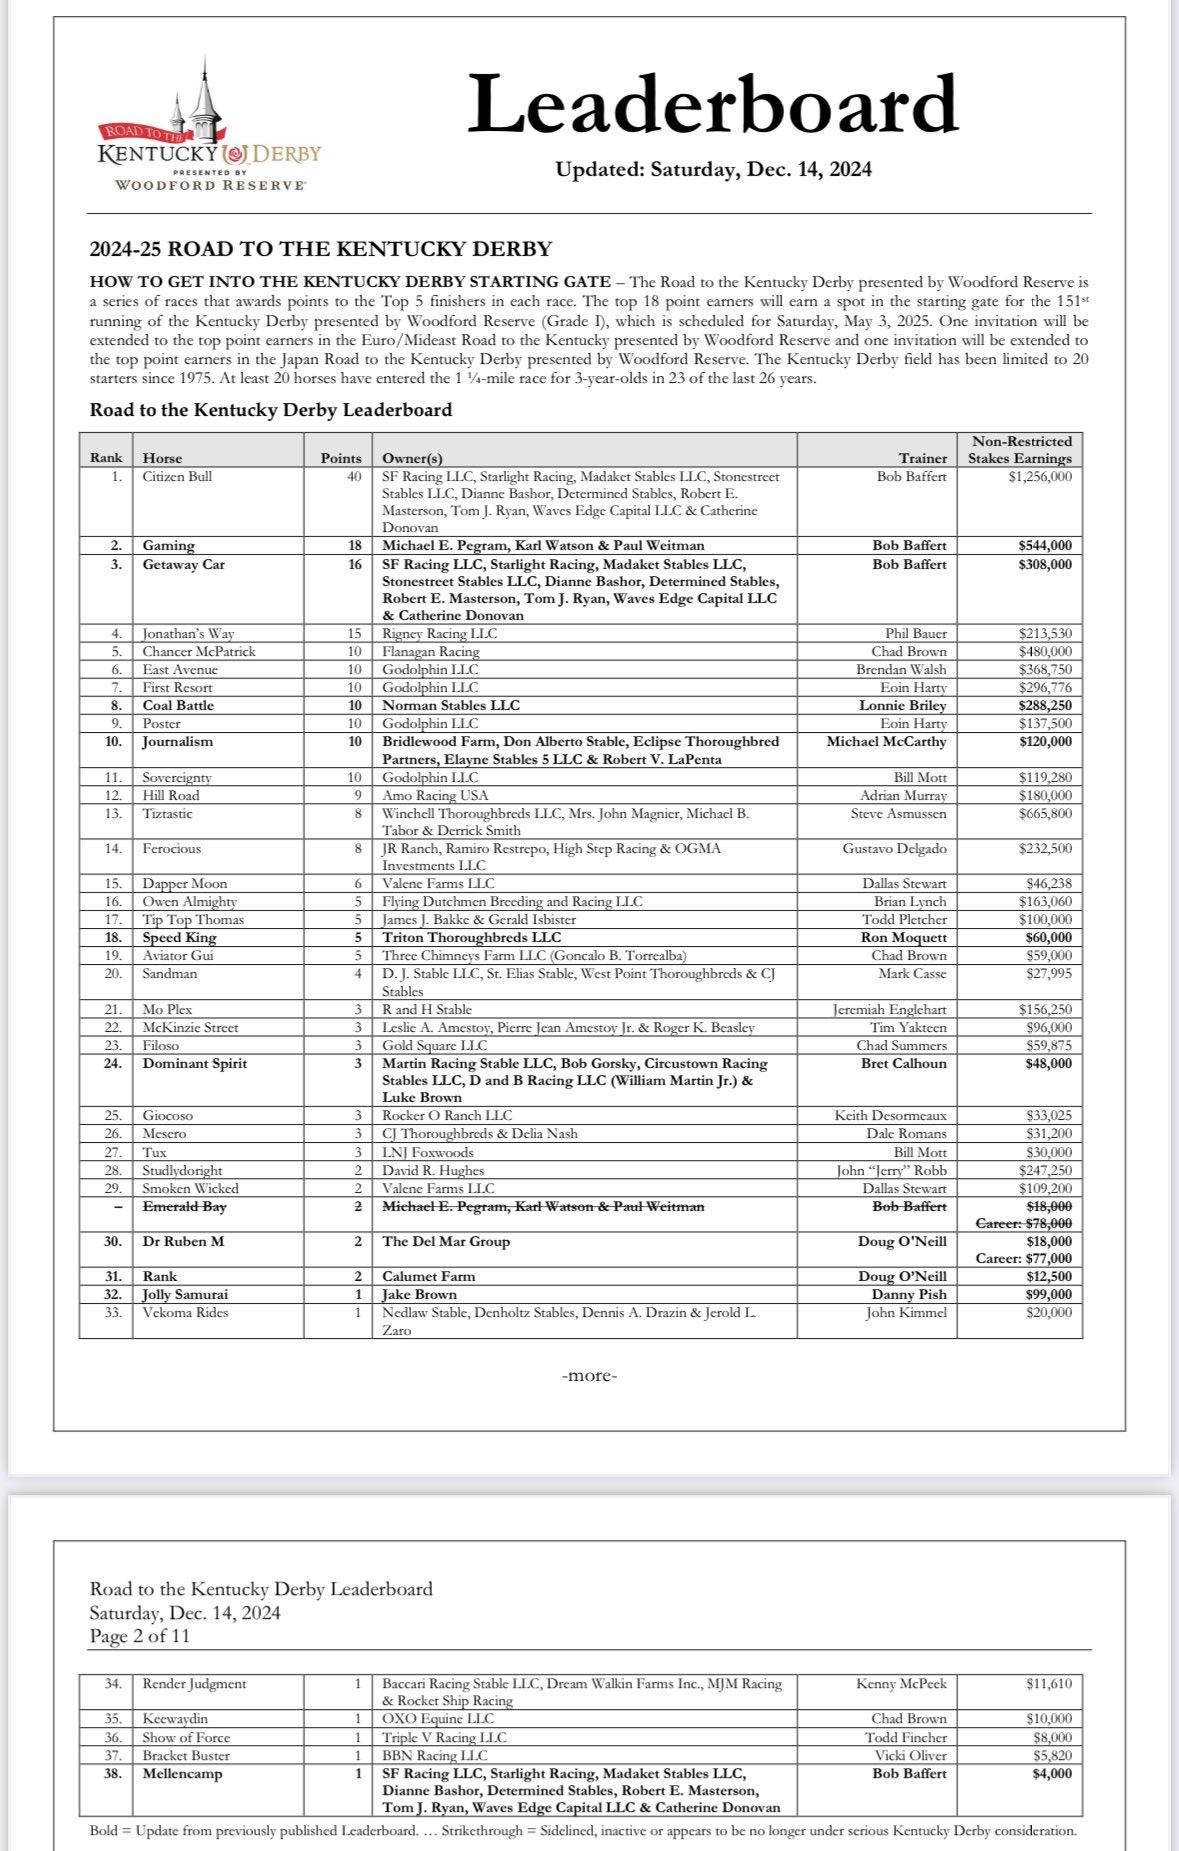 ROAD TO THE
KENTUCKY DERBY
PRESENTED BY
WOODFORD RESERVE
Leaderboard
Updated: Saturday, Dec. 14, 2024
2024-25 ROAD TO THE KENTUCKY DERBY
HOW TO GET INTO THE KENTUCKY DERBY STARTING GATE – The Road to the Kentucky Derby presented by Woodford Reserve is
a series of races that awards points to the Top 5 finishers in each race. The top 18 point earners will earn a spot in the starting gate for the 151st
running of the Kentucky Derby presented by Woodford Reserve (Grade I), which is scheduled for Saturday, May 3, 2025. One invitation will be
extended to the top point earners in the Euro/Mideast Road to the Kentucky presented by Woodford Reserve and one invitation will be extended to
the top point earners in the Japan Road to the Kentucky Derby presented by Woodford Reserve. The Kentucky Derby field has been limited to 20
starters since 1975. At least 20 horses have entered the 1 ¼-mile race for 3-year-olds in 23 of the last 26 years.
Road to the Kentucky Derby Leaderboard
Non-Restricted
Rank Horse Points Owner(s) Trainer Stakes Earnings
1. Citizen Bull 40 SF Racing LLC, Starlight Racing, Madaket Stables LLC, Stonestreet Bob Baffert $1,256,000
Stables LLC, Dianne Bashor, Determined Stables, Robert E.
Masterson, Tom J. Ryan, Waves Edge Capital LLC & Catherine
Donovan
2. Gaming 18 Michael E. Pegram, Karl Watson & Paul Weitman Bob Baffert $544,000
3. Getaway Car 16 SF Racing LLC, Starlight Racing, Madaket Stables LLC, Bob Baffert $308,000
Stonestreet Stables LLC, Dianne Bashor, Determined Stables,
Robert E. Masterson, Tom J. Ryan, Waves Edge Capital LLC
& Catherine Donovan
4. Jonathan's Way 15 Rigney Racing LLC Phil Bauer $213,530
5. Chancer McPatrick 10 Flanagan Racing Chad Brown $480,000
6. East Avenue 10 Godolphin LLC Brendan Walsh $368,750
7. First Resort 10 Godolphin LLC Eoin Harty $296,776
8. Coal Battle 10 Norman Stables LLC Lonnie Briley $288,250
9. Poster 10 Godolphin LLC Eoin Harty $137,500
10. Journalism 10 Bridlewood Farm, Don Alberto Stable, Eclipse Thoroughbred Michael McCarthy $120,000
Partners, Elayne Stables 5 LLC & Robert V. LaPenta
11. Sovereignty 10 Godolphin LLC Bill Mott $119,280
12. Hill Road 9 Amo Racing USA Adrian Murray $180,000
13. Tiztastic 8 Winchell Thoroughbreds LLC, Mrs. John Magnier, Michael B. Steve Asmussen $665,800
Tabor & Derrick Smith
14. Ferocious 8 JR Ranch, Ramiro Restrepo, High Step Racing & OGMA Gustavo Delgado $232,500
Investments LLC
15. Dapper Moon 6 Valene Farms LLC Dallas Stewart $46,238
16. Owen Almighty 5 Flying Dutchmen Breeding and Racing LLC Brian Lynch $163,060
17. Tip Top Thomas 5 James J. Bakke & Gerald Isbister Todd Pletcher $100,000
18. Speed King 5 Triton Thoroughbreds LLC Ron Moquett $60,000
19. Aviator Gui 5 Three Chimneys Farm LLC (Goncalo B. Torrealba) Chad Brown $59,000
20. Sandman 4 D. J. Stable LLC, St. Elias Stable, West Point Thoroughbreds & CJ Mark Casse $27,995
Stables
21. Mo Plex 3 R and H Stable Jeremiah Englehart $156,250
22. McKinzie Street 3 Leslie A. Amestoy, Pierre Jean Amestoy Jr. & Roger K. Beasley Tim Yakteen $96,000
23. Filoso 3 Gold Square LLC Chad Summers $59,875
24. Dominant Spirit 3 Martin Racing Stable LLC, Bob Gorsky, Circustown Racing Bret Calhoun $48,000
Stables LLC, D and B Racing LLC (William Martin Jr.) &
Luke Brown
25. Giocoso 3 Rocker O Ranch LLC Keith Desormeaux $33,025
26. Mesero 3 CJ Thoroughbreds & Delia Nash Dale Romans $31,200
27. Tux 3 LNJ Foxwoods Bill Mott $30,000
28. Studlydoright 2 David R. Hughes John “Jerry” Robb $247,250
29. Smoken Wicked 2 Valene Farms LLC Dallas Stewart $109,200
– Emerald Bay 2 Michael E. Pegram, Karl Watson & Paul Weitman Bob Baffert $18,000
Career: $78,000
30. Dr Ruben M 2 The Del Mar Group Doug O'Neill $18,000
Career: $77,000
31. Rank 2 Calumet Farm Doug O’Neill $12,500
32. Jolly Samurai 1 Jake Brown Danny Pish $99,000
33. Vekoma Rides 1 Nedlaw Stable, Denholtz Stables, Dennis A. Drazin & Jerold L. John Kimmel $20,000
Zaro
-more-
Road to the Kentucky Derby Leaderboard
Saturday, Dec. 14, 2024
Page 2 of 11
34. Render Judgment 1 Baccari Racing Stable LLC, Dream Walkin Farms Inc., MJM Racing Kenny McPeek $11,610
& Rocket Ship Racing
35. Keewaydin 1 OXO Equine LLC Chad Brown $10,000
36. Show of Force 1 Triple V Racing LLC Todd Fincher $8,000
37. Bracket Buster 1 BBN Racing LLC Vicki Oliver $5,820
38. Mellencamp 1 SF Racing LLC, Starlight Racing, Madaket Stables LLC, Bob Baffert $4,000
Dianne Bashor, Determined Stables, Robert E. Masterson,
Tom J. Ryan, Waves Edge Capital LLC & Catherine Donovan
Bold = Update from previously published Leaderboard. … Strikethrough = Sidelined, inactive or appears to be no longer under serious Kentucky Derby consideration.